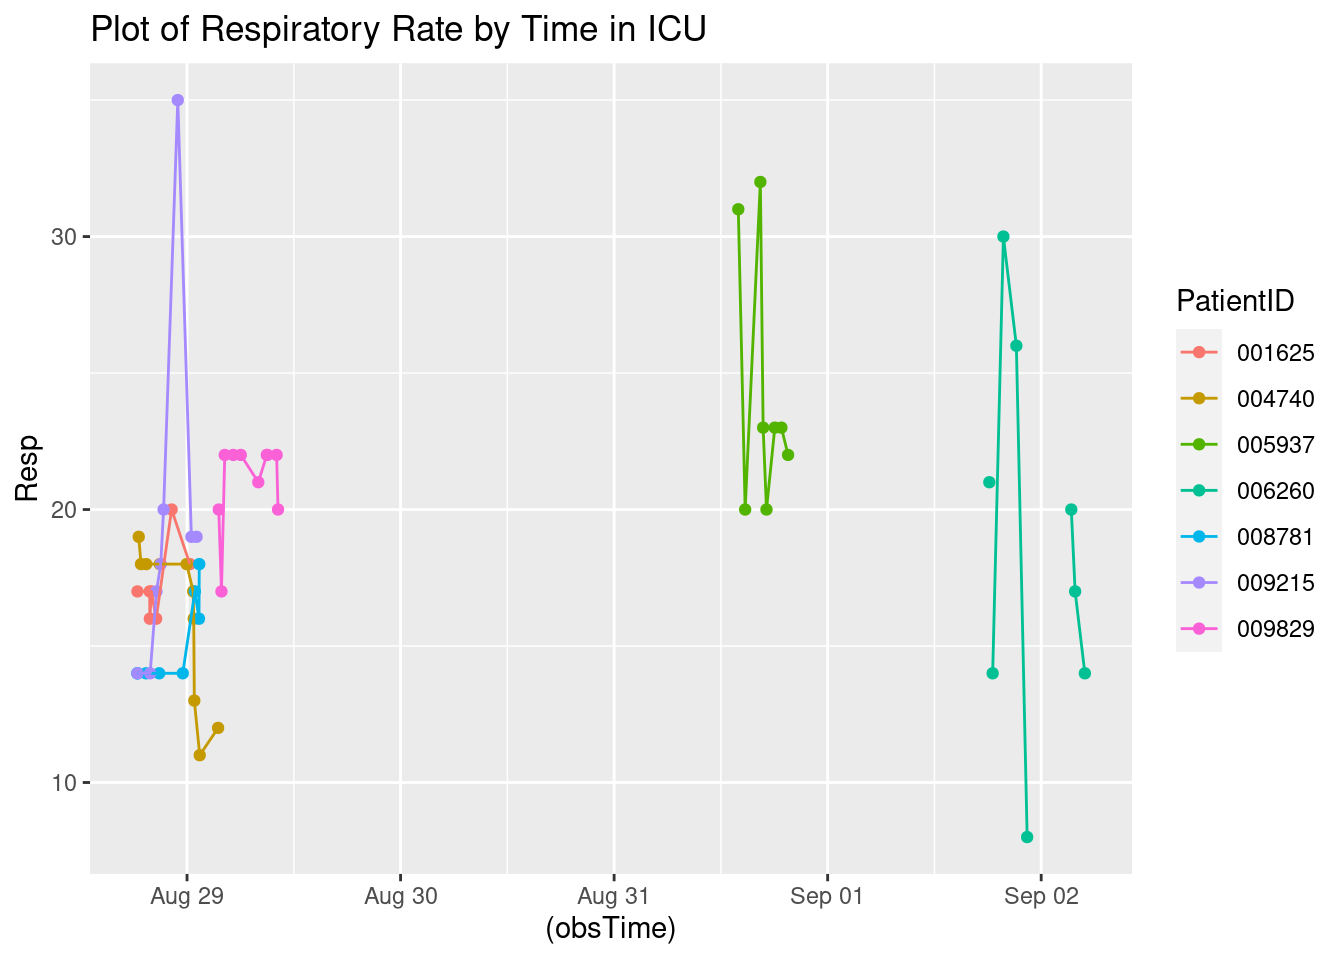 Plot of Respiratory Rate by Time in ICU
Resp
30
20
10
Aug 29 Aug 30 Aug 31 Sep 01 Sep 02
(obsTime)
PatientID
001625
004740
005937
006260
008781
009215
009829